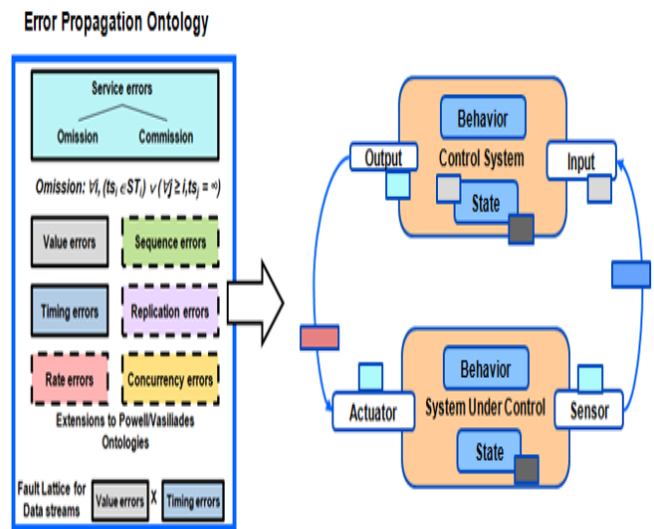 Error Propagation Ontology
Service errors
Omission Commission
Omission: ∀i, (tsᵢ ∈ STᵢ) ∨ (∀j ≥ i, tsⱼ = ∞)
Value errors Sequence errors
Timing errors Replication errors
Rate errors Concurrency errors
Extensions to Powell/Vasiliades
Ontologies
Fault Lattice for
Data streams
Value errors X Timing errors
Behavior
Output Control System Input
State
Behavior
Actuator System Under Control Sensor
State